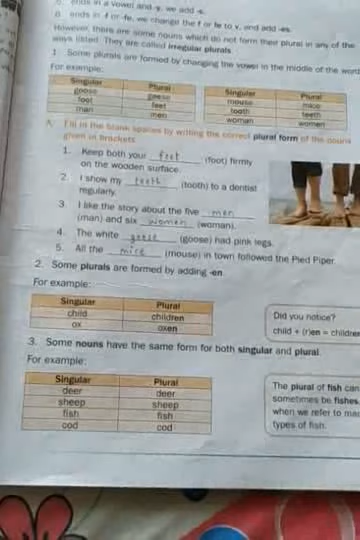 ends in a vowel and -y, we add -s.
ends in -f or -fe, we change the f or fe to v, and add -es.
However, there are some nouns which do not form their plural in any of the
ways listed. They are called irregular plurals.
1. Some plurals are formed by changing the vowel in the middle of the word
For example:
Singular Plural
goose geese
foot feet
man men
Singular Plural
mouse mice
tooth teeth
woman women
A. Fill in the blank spaces by writing the correct plural form of the nouns
given in brackets.
1. Keep both your feet (foot) firmly
on the wooden surface.
2. I show my teeth (tooth) to a dentist
regularly.
3. I like the story about the five men
(man) and six women (woman).
4. The white geese (goose) had pink legs.
5. All the mice (mouse) in town followed the Pied Piper.
2. Some plurals are formed by adding -en.
For example:
Singular Plural
child children
ox oxen
Did you notice?
child + (r)en = children
3. Some nouns have the same form for both singular and plural.
For example:
Singular Plural
deer deer
sheep sheep
fish fish
cod cod
The plural of fish can
sometimes be fishes
when we refer to
types of fish.